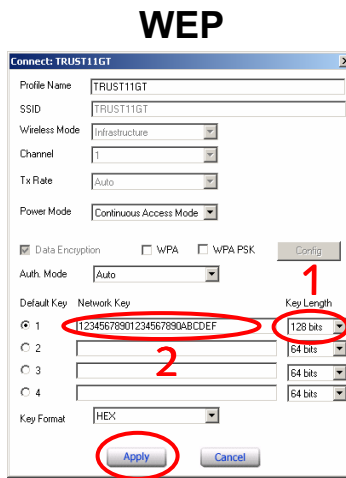 WEP
Connect: TRUST11GT
Profile Name TRUST11GT
SSID TRUST11GT
Wireless Mode Infrastructure
Channel 1
Tx Rate Auto
Power Mode Continuous Access Mode
Data Encryption WPA WPA PSK Config
Auth. Mode Auto
1
Default Key Network Key Key Length
1 12345678901234567890ABCDEF 128 bits
2 64 bits
2
3 64 bits
4 64 bits
Key Format HEX
Apply Cancel